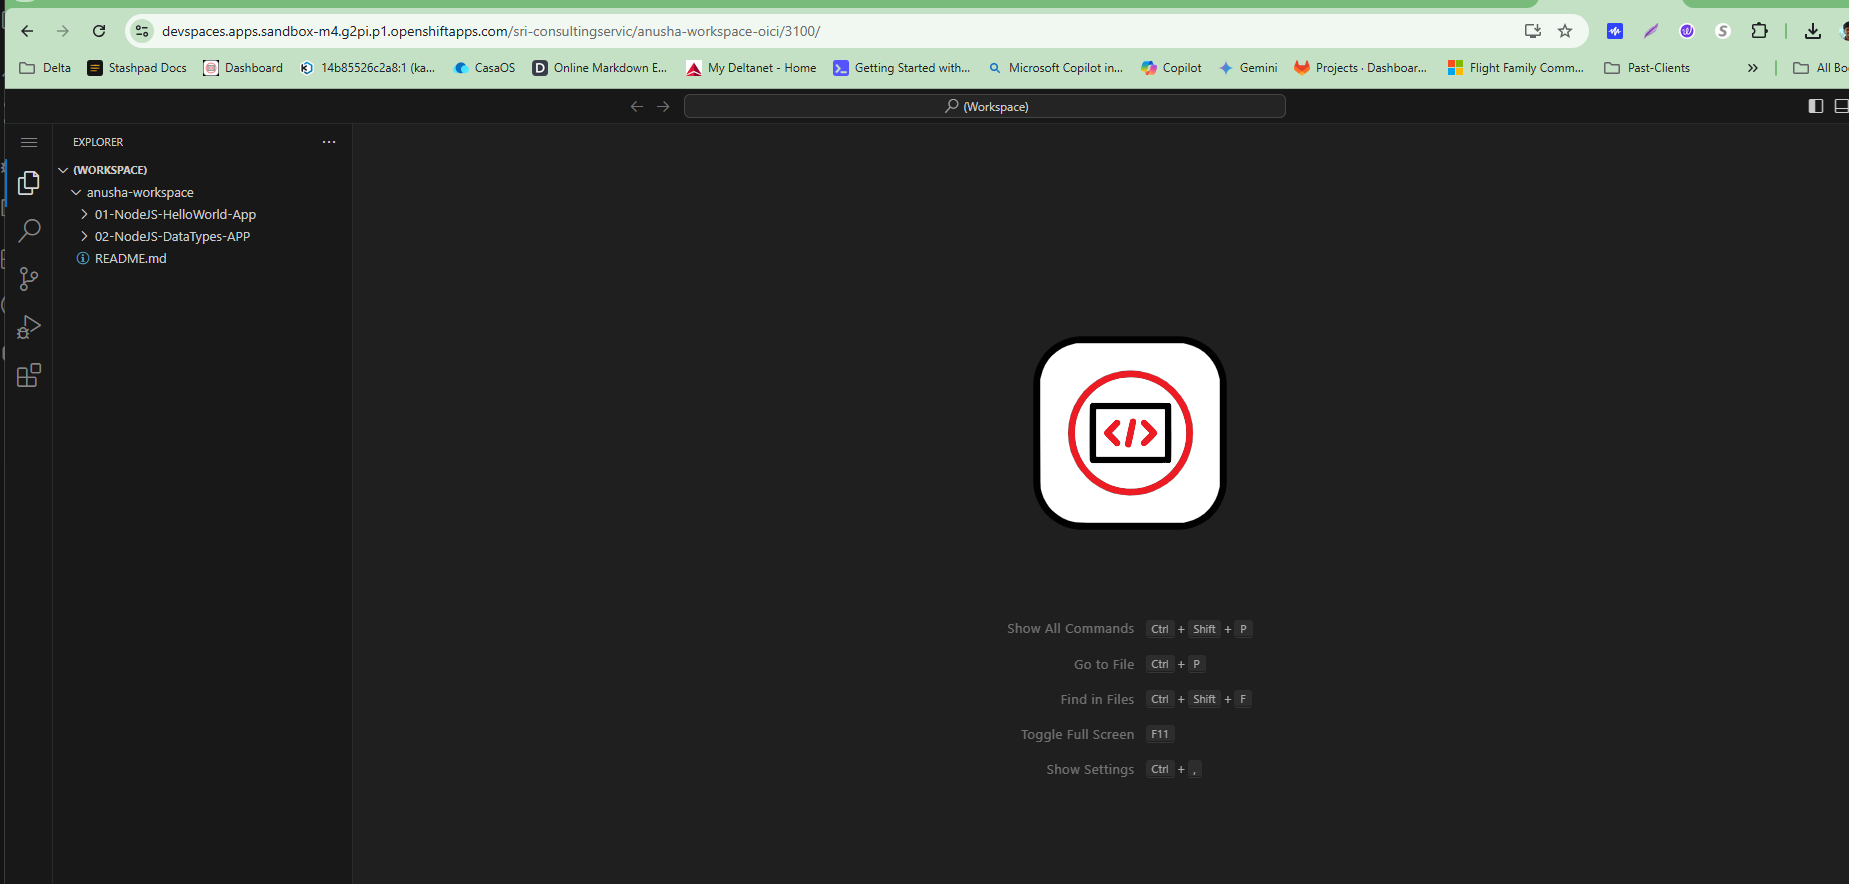 devspaces.apps.sandbox-m4.g2pi.p1.openshiftapps.com/sri-consultingservic/anusha-workspace-oici/3100/
Delta Stashpad Docs Dashboard 14b85526c2a8:1 (ka... CasaOS Online Markdown E... My Deltanet - Home Getting Started with... Microsoft Copilot in... Copilot Gemini Projects · Dashboar... Flight Family Comm... Past-Clients » All Bo
(Workspace)
EXPLORER ...
(WORKSPACE)
anusha-workspace
01-NodeJS-HelloWorld-App
02-NodeJS-DataTypes-APP
README.md
</>
Show All Commands Ctrl + Shift + P
Go to File Ctrl + P
Find in Files Ctrl + Shift + F
Toggle Full Screen F11
Show Settings Ctrl + ,